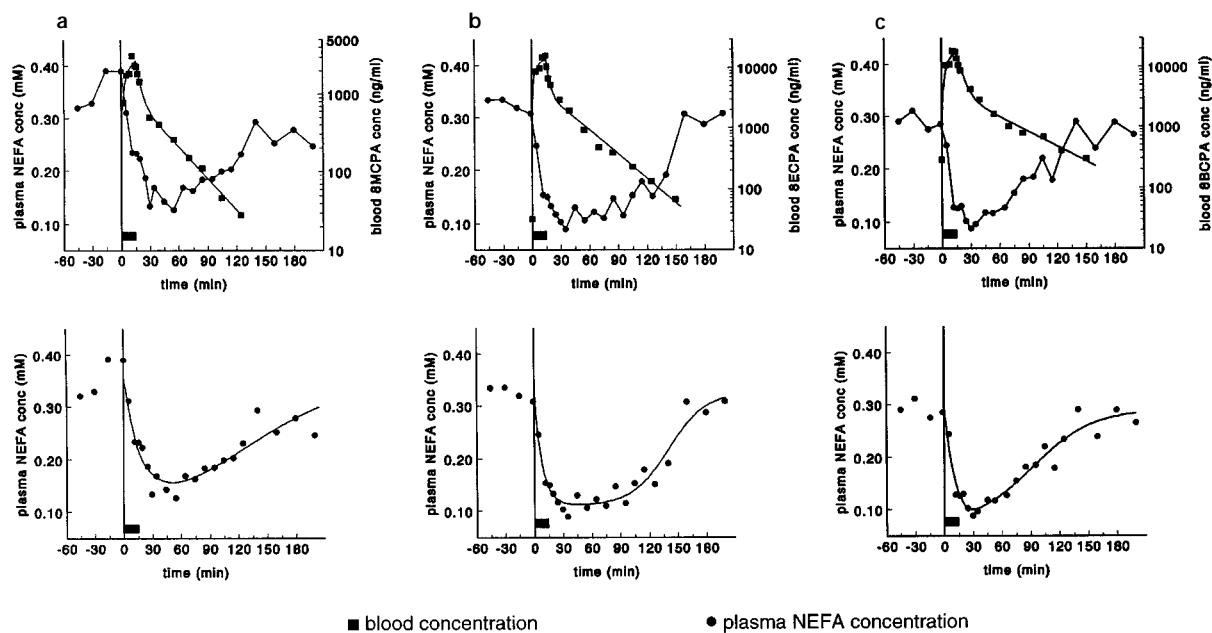 a
plasma NEFA conc (mM)
0.40
0.30
0.20
0.10
5000
1000
100
10
blood 8MCPA conc (ng/ml)
-60 -30 0 30 60 90 120 150 180
time (min)
b
plasma NEFA conc (mM)
0.40
0.30
0.20
0.10
10000
1000
100
10
blood 8ECPA conc (ng/ml)
-60 -30 0 30 60 90 120 150 180
time (min)
c
plasma NEFA conc (mM)
0.40
0.30
0.20
0.10
10000
1000
100
10
blood 8BCPA conc (ng/ml)
-60 -30 0 30 60 90 120 150 180
time (min)
plasma NEFA conc (mM)
0.40
0.30
0.20
0.10
-60 -30 0 30 60 90 120 150 180
time (min)
plasma NEFA conc (mM)
0.40
0.30
0.20
0.10
-60 -30 0 30 60 90 120 150 180
time (min)
plasma NEFA conc (mM)
0.40
0.30
0.20
0.10
-60 -30 0 30 60 90 120 150 180
time (min)
blood concentration
plasma NEFA concentration